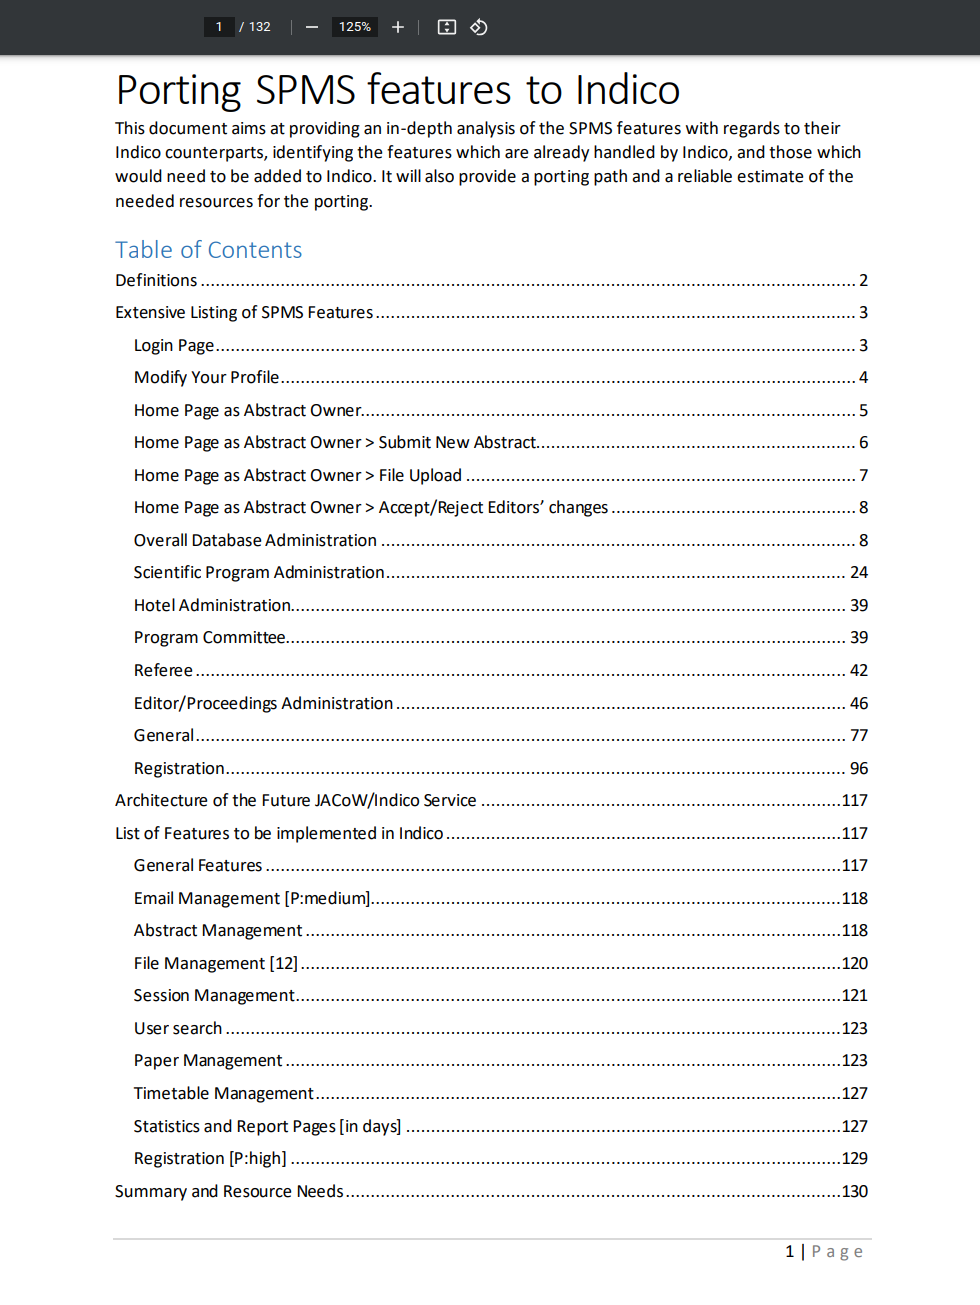 1 / 132 | − 125% + |
Porting SPMS features to Indico
This document aims at providing an in-depth analysis of the SPMS features with regards to their
Indico counterparts, identifying the features which are already handled by Indico, and those which
would need to be added to Indico. It will also provide a porting path and a reliable estimate of the
needed resources for the porting.
Table of Contents
Definitions ........ 2
Extensive Listing of SPMS Features ........ 3
Login Page ........ 3
Modify Your Profile ........ 4
Home Page as Abstract Owner ........ 5
Home Page as Abstract Owner > Submit New Abstract ........ 6
Home Page as Abstract Owner > File Upload ........ 7
Home Page as Abstract Owner > Accept/Reject Editors’ changes ........ 8
Overall Database Administration ........ 8
Scientific Program Administration ........ 24
Hotel Administration ........ 39
Program Committee ........ 39
Referee ........ 42
Editor/Proceedings Administration ........ 46
General ........ 77
Registration ........ 96
Architecture of the Future JACoW/Indico Service ........ 117
List of Features to be implemented in Indico ........ 117
General Features ........ 117
Email Management [P:medium] ........ 118
Abstract Management ........ 118
File Management [12] ........ 120
Session Management ........ 121
User search ........ 123
Paper Management ........ 123
Timetable Management ........ 127
Statistics and Report Pages [in days] ........ 127
Registration [P:high] ........ 129
Summary and Resource Needs ........ 130
1 | Page